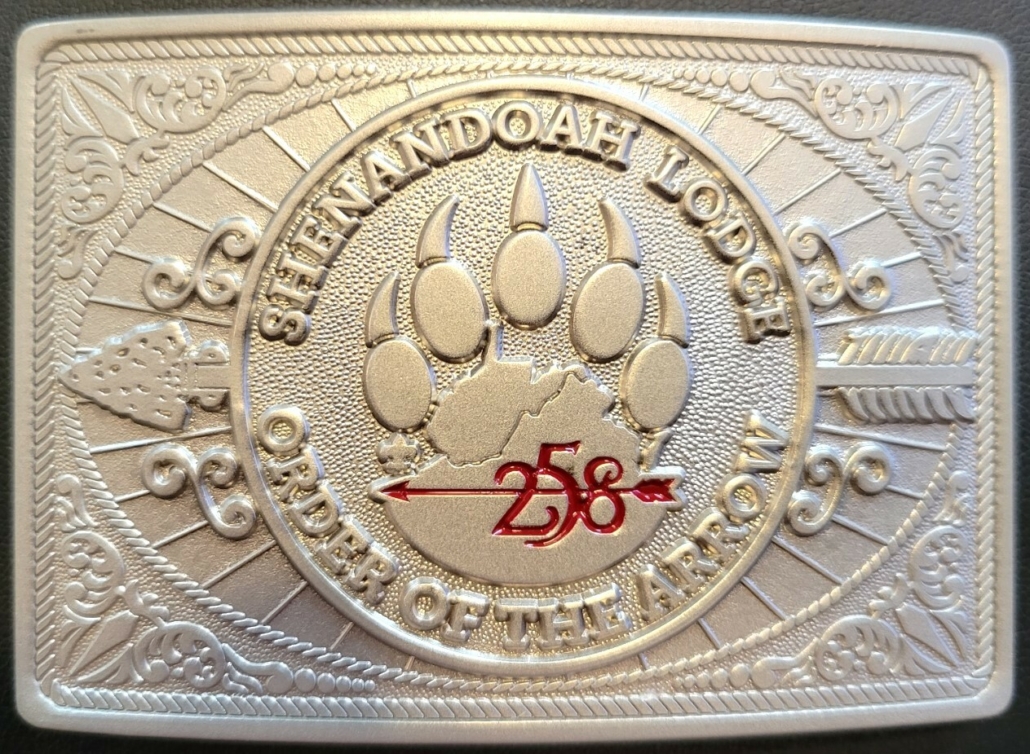 SHENANDOAH LODGE
258
ORDER OF THE ARROW